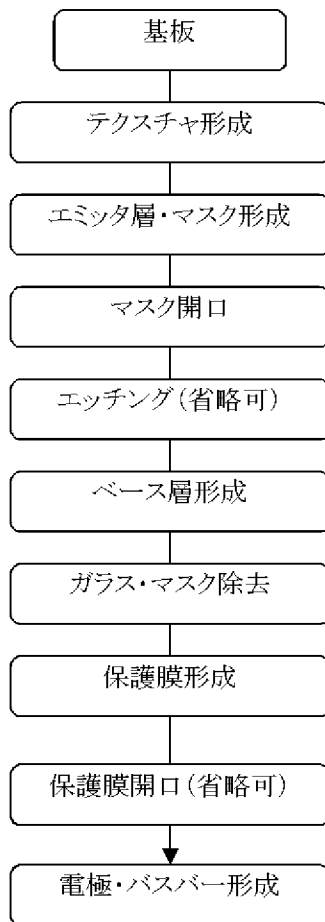 基板
テクスチャ形成
エミッタ層・マスク形成
マスク開口
エッチング(省略可)
ベース層形成
ガラス・マスク除去
保護膜形成
保護膜開口(省略可)
電極・バスバー形成